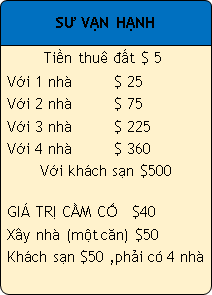 SƯ VẠN HẠNH
Tiền thuê đất $ 5
Với 1 nhà $ 25
Với 2 nhà $ 75
Với 3 nhà $ 225
Với 4 nhà $ 360
Với khách sạn $500
GIÁ TRỊ CẦM CỐ $40
Xây nhà (một căn) $50
Khách sạn $50 ,phải có 4 nhà